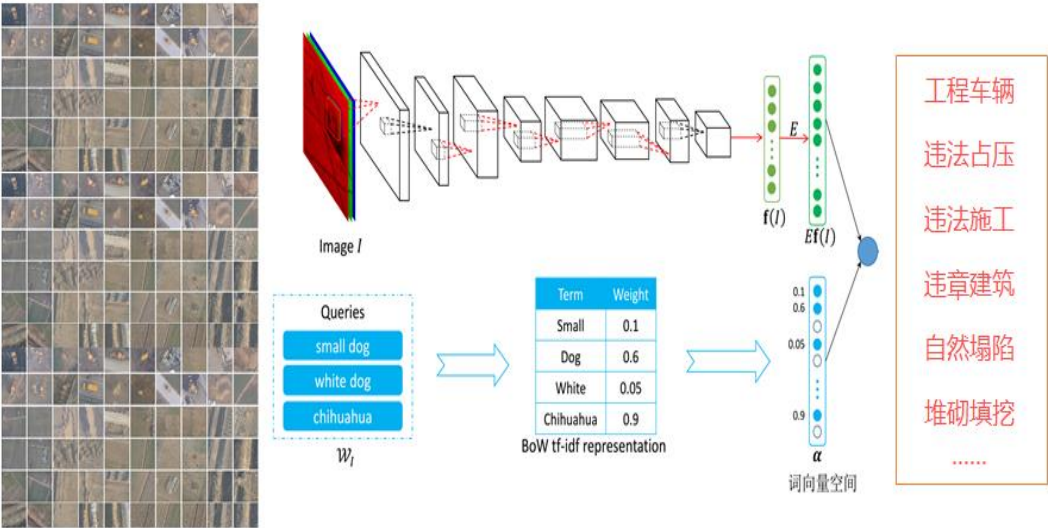 Image I
f(I)
E
Ef(I)
Queries
small dog
white dog
chihuahua
𝒲_I
Term Weight
Small 0.1
Dog 0.6
White 0.05
Chihuahua 0.9
BoW tf-idf representation
0.1
0.6
0.05
0.9
α
词向量空间
工程车辆
违法占压
违法施工
违章建筑
自然塌陷
堆砌填挖
……